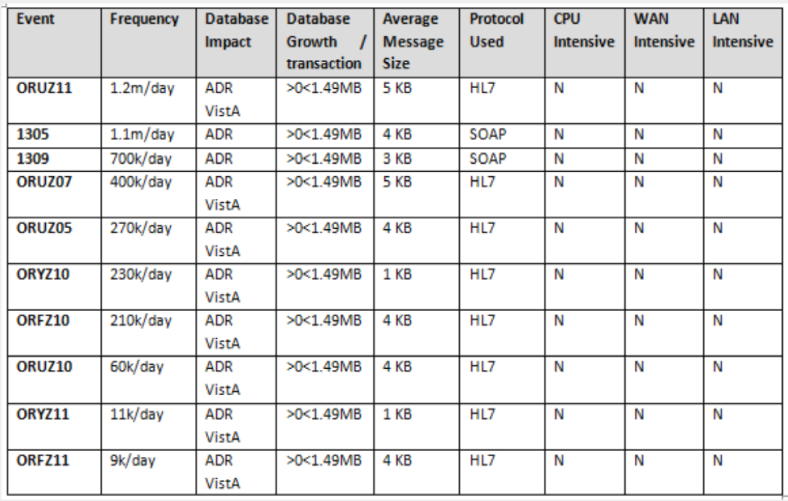 Event Frequency Database Impact Database Growth / transaction Average Message Size Protocol Used CPU Intensive WAN Intensive LAN Intensive
ORUZ11 1.2m/day ADR VistA >0<1.49MB 5 KB HL7 N N N
1305 1.1m/day ADR >0<1.49MB 4 KB SOAP N N N
1309 700k/day ADR >0<1.49MB 3 KB SOAP N N N
ORUZ07 400k/day ADR VistA >0<1.49MB 5 KB HL7 N N N
ORUZ05 270k/day ADR VistA >0<1.49MB 4 KB HL7 N N N
ORYZ10 230k/day ADR VistA >0<1.49MB 1 KB HL7 N N N
ORFZ10 210k/day ADR VistA >0<1.49MB 4 KB HL7 N N N
ORUZ10 60k/day ADR VistA >0<1.49MB 4 KB HL7 N N N
ORYZ11 11k/day ADR VistA >0<1.49MB 1 KB HL7 N N N
ORFZ11 9k/day ADR VistA >0<1.49MB 4 KB HL7 N N N